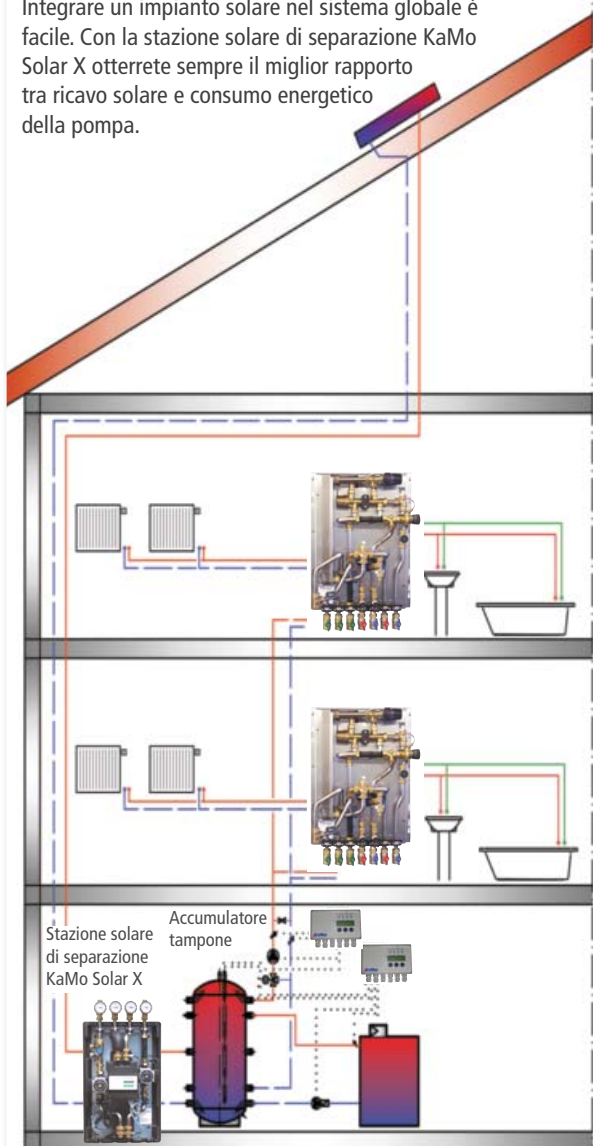 Integrare un impianto solare nel sistema globale è
facile. Con la stazione solare di separazione KaMo
Solar X otterrete sempre il miglior rapporto
tra ricavo solare e consumo energetico
della pompa.
Accumulatore
tampone
Stazione solare
di separazione
KaMo Solar X